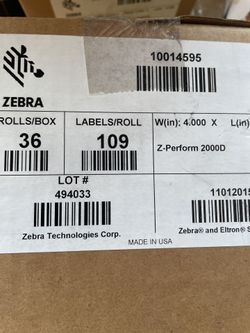 10014595
ZEBRA
ROLLS/BOX
36
LABELS/ROLL
109
W(in): 4.000 X
L(in)
Z-Perform 2000D
LOT #
494033
11012015
Zebra Technologies Corp.
Zebra® and Eltron® S
MADE IN USA